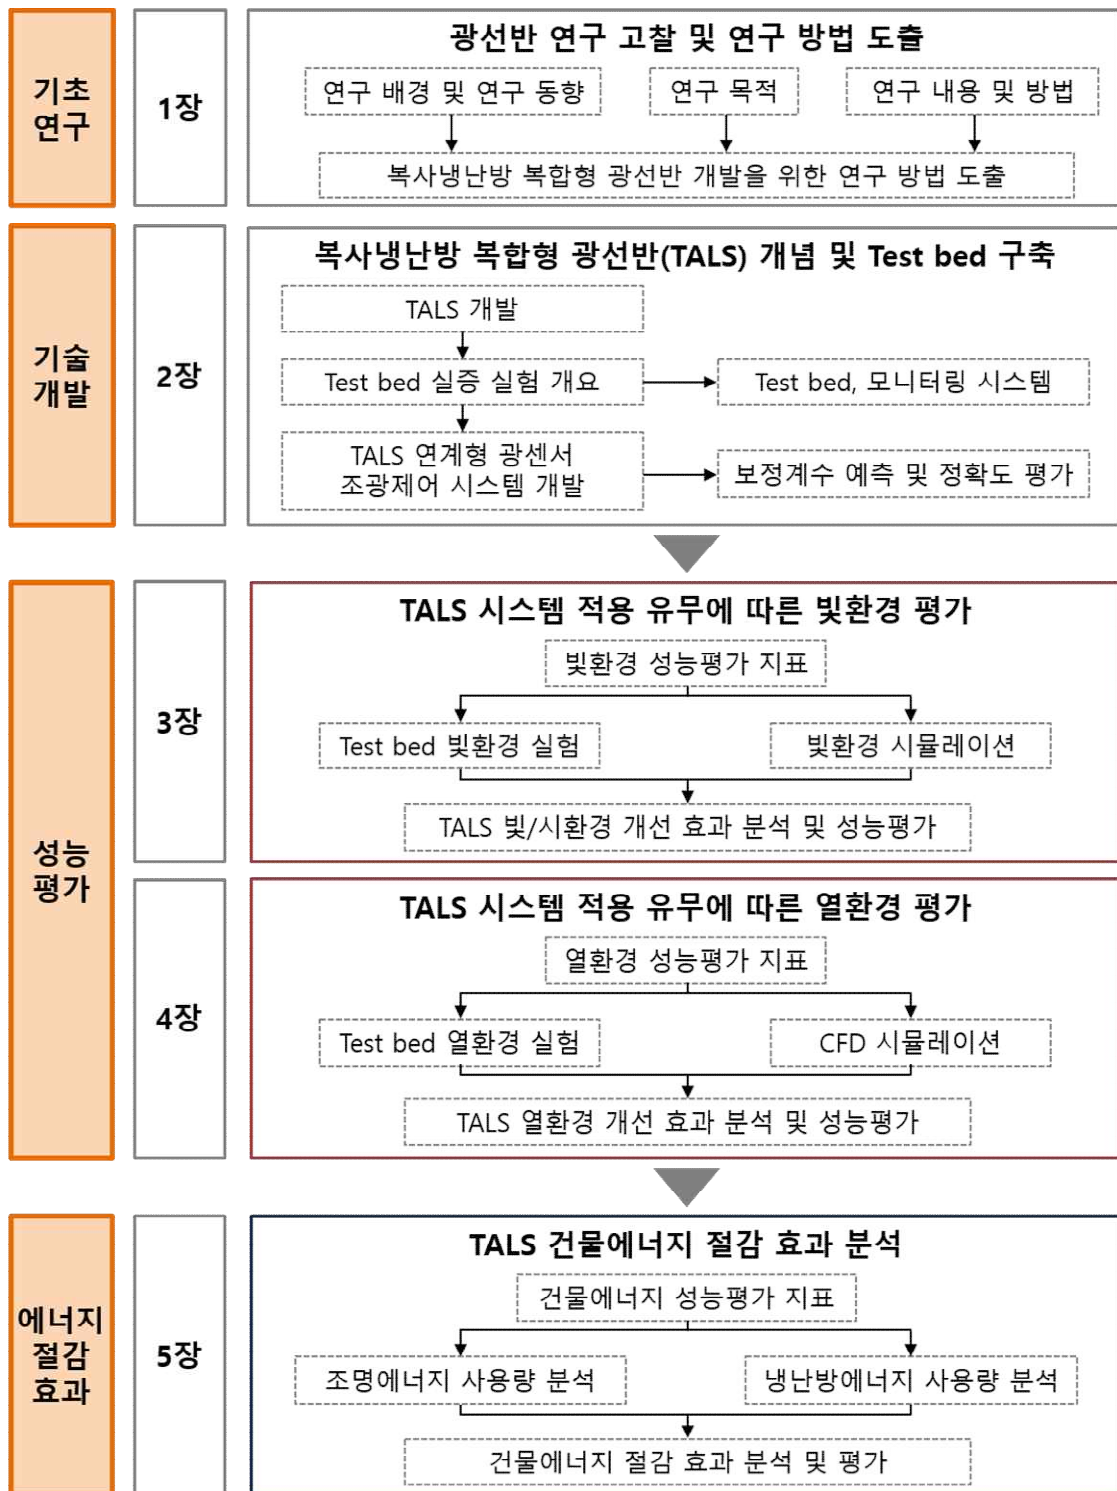 기초
연구
1장
광선반 연구 고찰 및 연구 방법 도출
연구 배경 및 연구 동향
연구 목적
연구 내용 및 방법
복사냉난방 복합형 광선반 개발을 위한 연구 방법 도출
기술
개발
2장
복사냉난방 복합형 광선반(TALS) 개념 및 Test bed 구축
TALS 개발
Test bed 실증 실험 개요
Test bed, 모니터링 시스템
TALS 연계형 광센서
조광제어 시스템 개발
보정계수 예측 및 정확도 평가
성능
평가
3장
TALS 시스템 적용 유무에 따른 빛환경 평가
빛환경 성능평가 지표
Test bed 빛환경 실험
빛환경 시뮬레이션
TALS 빛/시환경 개선 효과 분석 및 성능평가
4장
TALS 시스템 적용 유무에 따른 열환경 평가
열환경 성능평가 지표
Test bed 열환경 실험
CFD 시뮬레이션
TALS 열환경 개선 효과 분석 및 성능평가
에너지
절감
효과
5장
TALS 건물에너지 절감 효과 분석
건물에너지 성능평가 지표
조명에너지 사용량 분석
냉난방에너지 사용량 분석
건물에너지 절감 효과 분석 및 평가